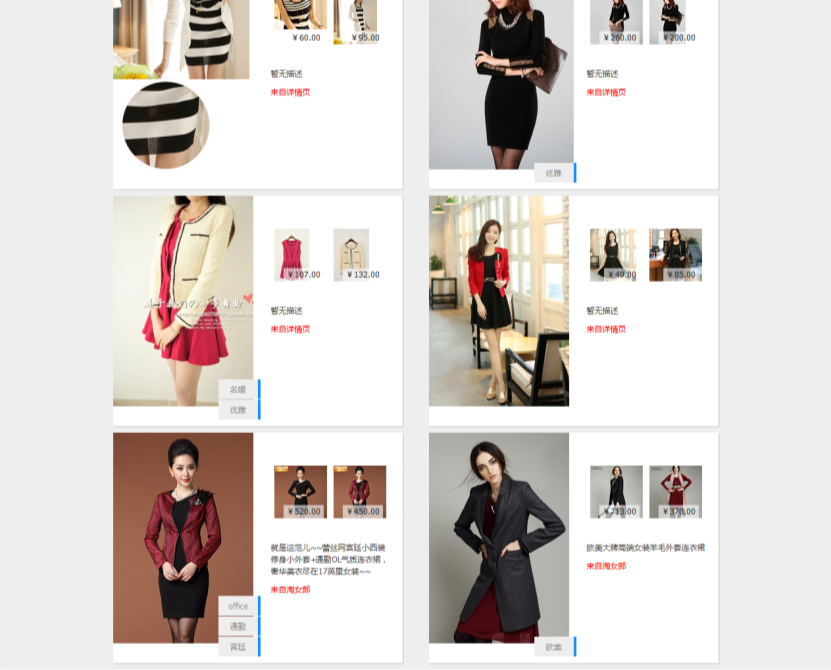 ¥60.00
¥95.00
暂无描述
来自详情页
¥260.00
¥200.00
暂无描述
来自详情页
优雅
¥107.00
¥132.00
暂无描述
来自详情页
名媛
优雅
¥49.00
¥85.00
暂无描述
来自详情页
¥520.00
¥450.00
就是这范儿~~蕾丝网宫廷小西装
修身小外套+通勤OL气质连衣裙，
奢华美衣尽在17英里女装~~
来自淘女郎
office
通勤
宫廷
¥713.00
¥370.00
欧美大牌高端女装羊毛外套连衣裙
来自淘女郎
欧美